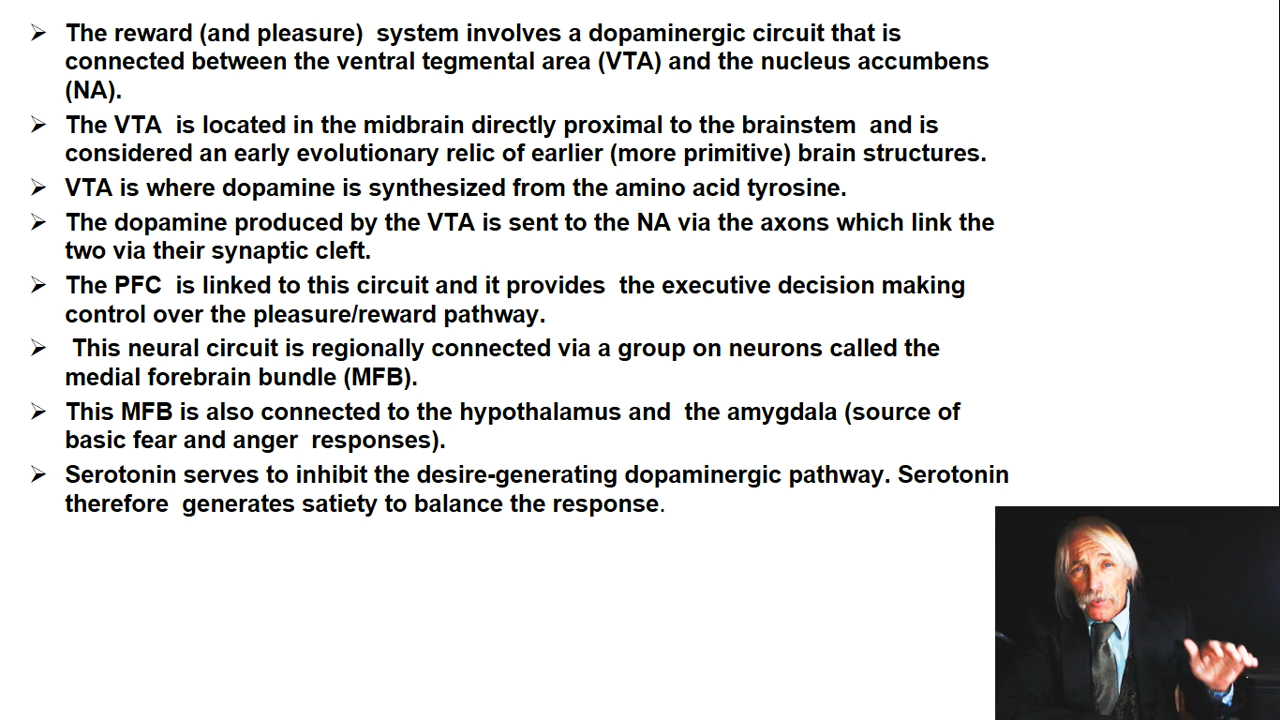 ➢ The reward (and pleasure)  system involves a dopaminergic circuit that is
connected between the ventral tegmental area (VTA) and the nucleus accumbens
(NA).
➢ The VTA  is located in the midbrain directly proximal to the brainstem  and is
considered an early evolutionary relic of earlier (more primitive) brain structures.
➢ VTA is where dopamine is synthesized from the amino acid tyrosine.
➢ The dopamine produced by the VTA is sent to the NA via the axons which link the
two via their synaptic cleft.
➢ The PFC  is linked to this circuit and it provides  the executive decision making
control over the pleasure/reward pathway.
➢  This neural circuit is regionally connected via a group on neurons called the
medial forebrain bundle (MFB).
➢ This MFB is also connected to the hypothalamus and  the amygdala (source of
basic fear and anger  responses).
➢ Serotonin serves to inhibit the desire-generating dopaminergic pathway. Serotonin
therefore  generates satiety to balance the response.